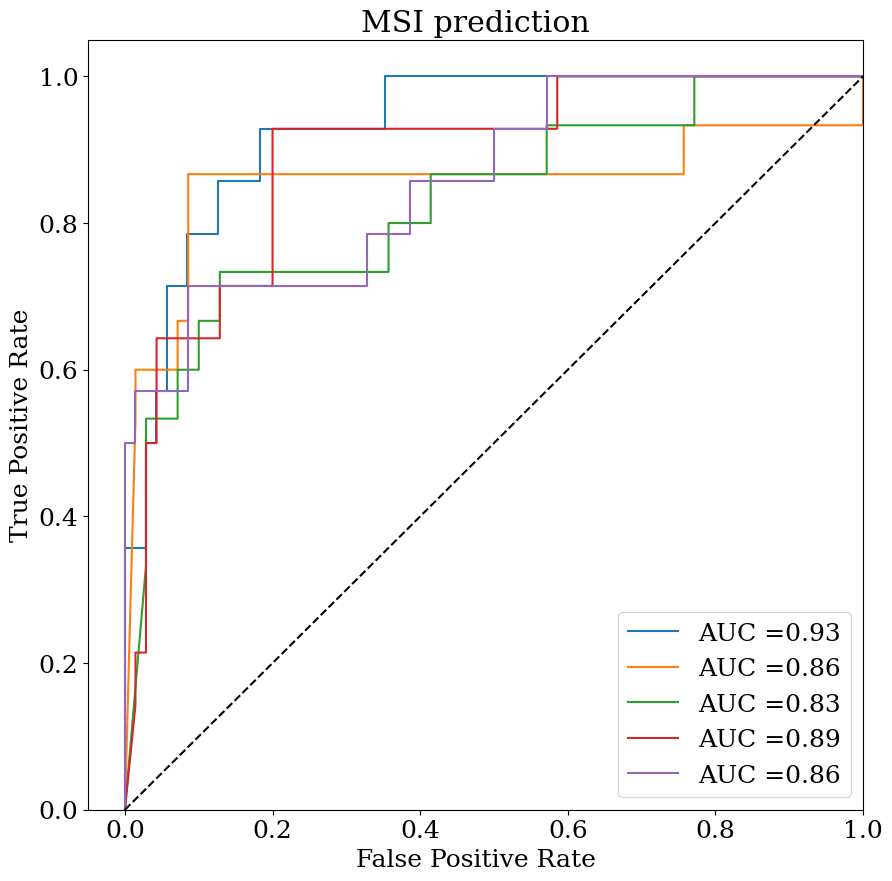 MSI prediction
True Positive Rate
1.0
0.8
0.6
0.4
0.2
0.0
AUC =0.93
AUC =0.86
AUC =0.83
AUC =0.89
AUC =0.86
0.0 0.2 0.4 0.6 0.8 1.0
False Positive Rate